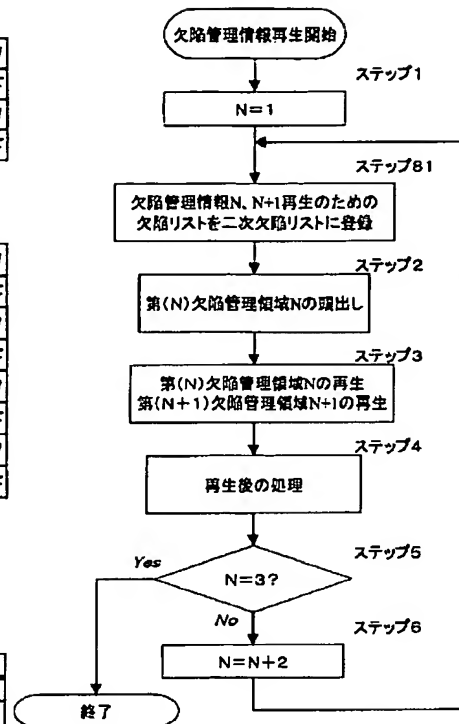 欠陥管理情報再生開始
ステップ1
N=1
ステップ81
欠陥管理情報N、N+1再生のための
欠陥リストを二次欠陥リストに登録
ステップ2
第(N)欠陥管理領域Nの頭出し
ステップ3
第(N)欠陥管理領域Nの再生
第(N+1)欠陥管理領域N+1の再生
ステップ4
再生後の処理
ステップ5
Yes
N=3?
No
ステップ6
N=N+2
終了